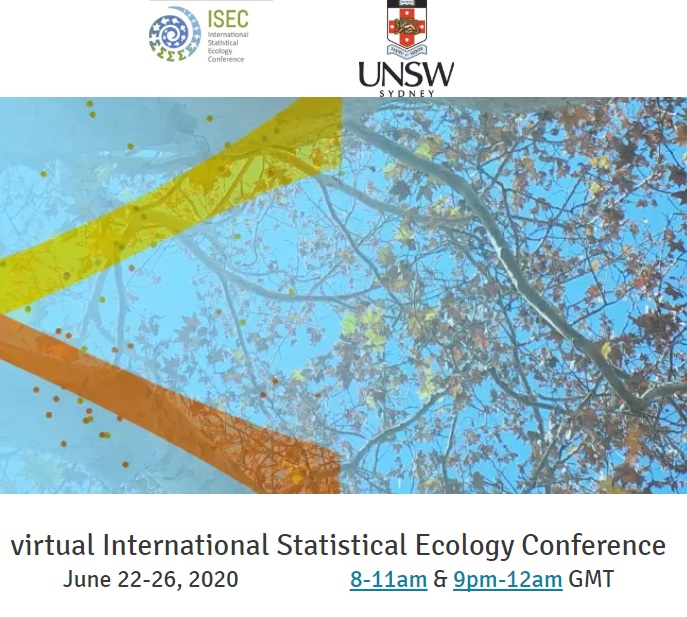 ISEC
International
Statistical
Ecology
Conference
UNSW
SYDNEY
virtual International Statistical Ecology Conference
June 22-26, 2020
8-11am & 9pm-12am GMT